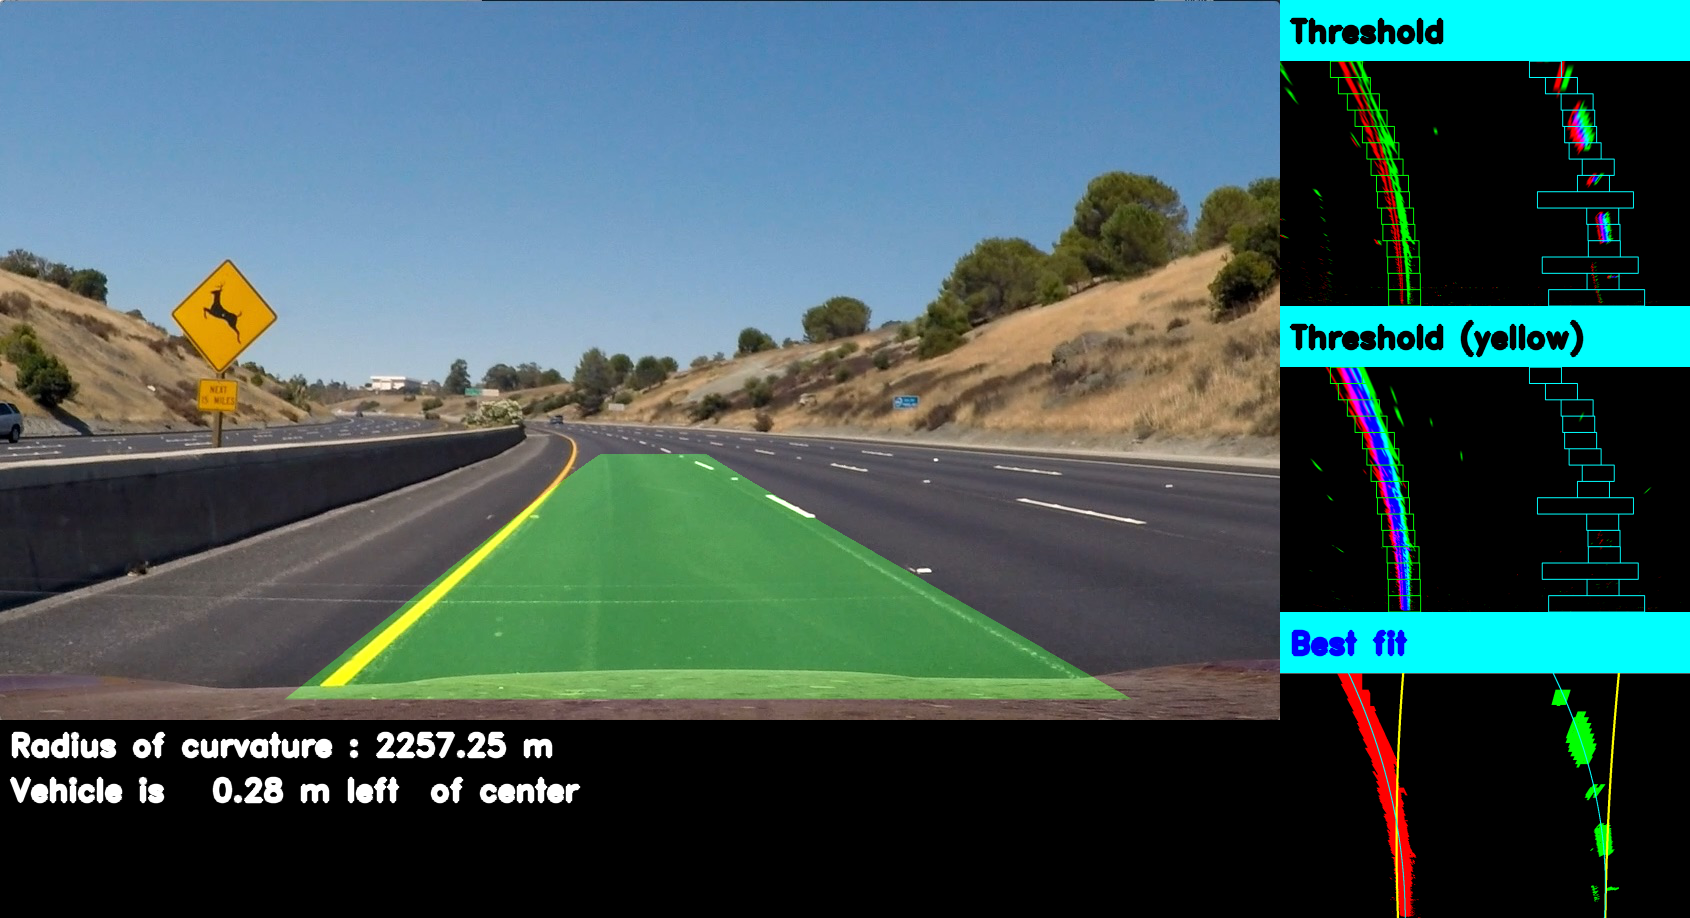 NEXT
15 MILES
Radius of curvature : 2257.25 m
Vehicle is 0.28 m left of center
Threshold
Threshold (yellow)
Best fit